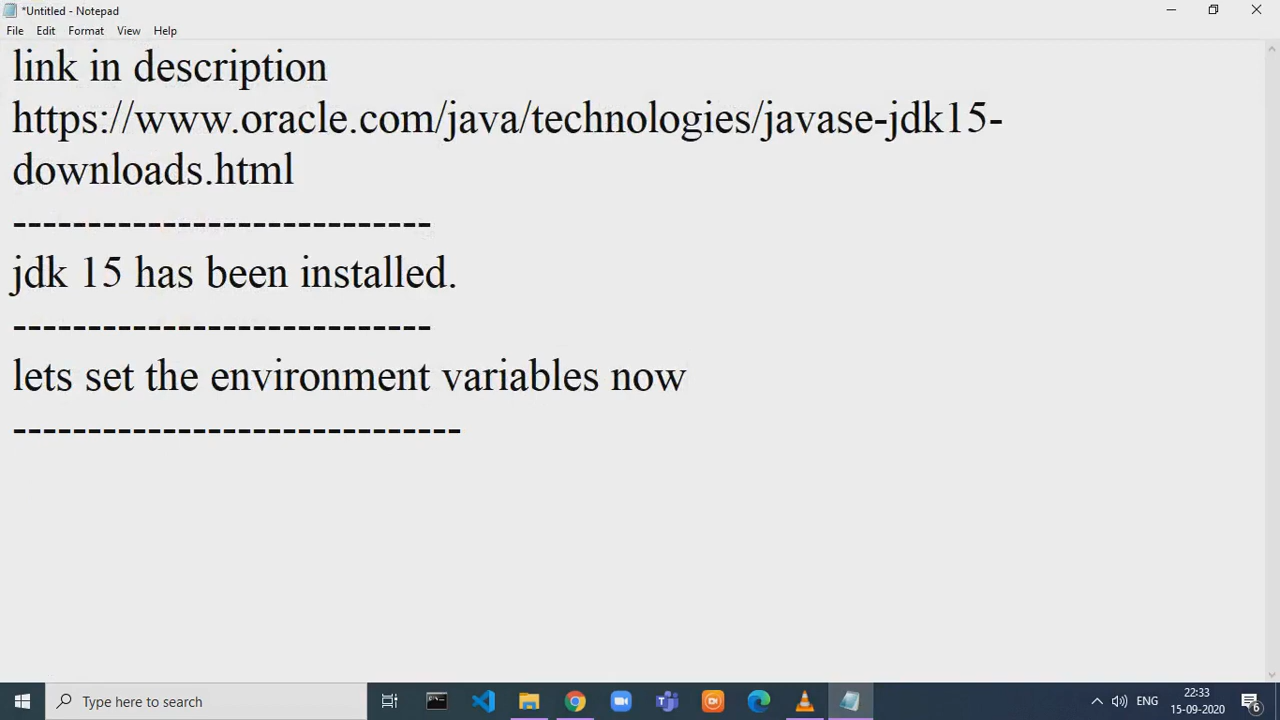 *Untitled - Notepad
File Edit Format View Help
link in description
https://www.oracle.com/java/technologies/javase-jdk15-
downloads.html
----------------------------
jdk 15 has been installed.
----------------------------
lets set the environment variables now
------------------------------
Type here to search
ENG
22:33
15-09-2020
6